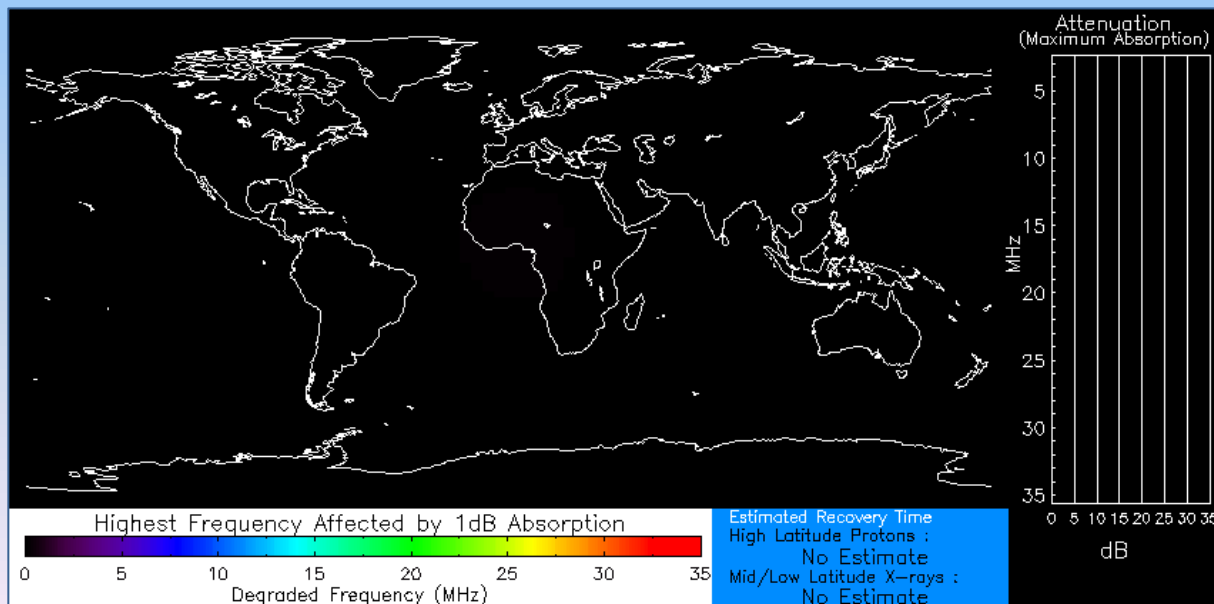 Attenuation
(Maximum Absorption)
5
10
15
20
25
30
35
MHz
0 5 10 15 20 25 30 35
dB
Highest Frequency Affected by 1dB Absorption
0 5 10 15 20 25 30 35
Degraded Frequency (MHz)
Estimated Recovery Time
High Latitude Protons :
No Estimate
Mid/Low Latitude X-rays :
No Estimate